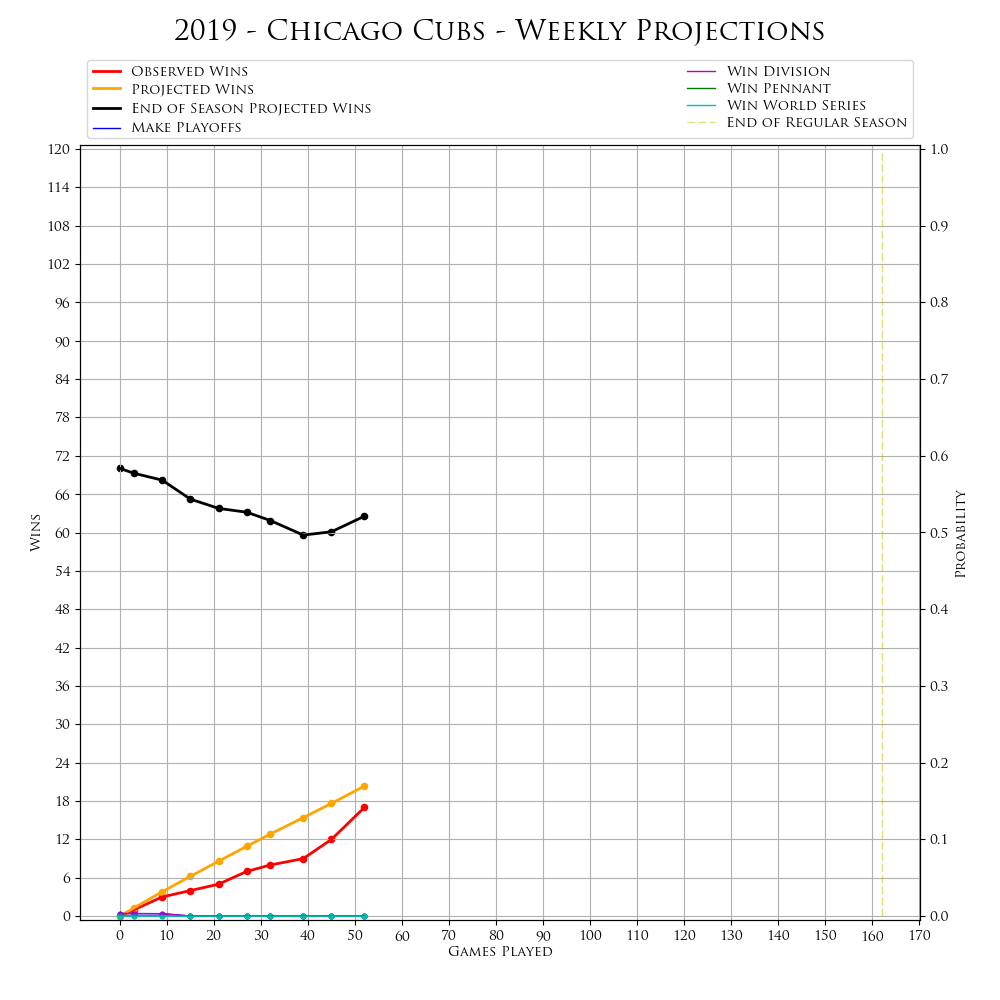 2019 - Chicago Cubs - Weekly Projections
Observed Wins
Projected Wins
End of Season Projected Wins
Make Playoffs
Win Division
Win Pennant
Win World Series
End of Regular Season
120
114
108
102
96
90
84
78
72
66
60
54
48
42
36
30
24
18
12
6
0
Wins
1.0
0.9
0.8
0.7
0.6
0.5
0.4
0.3
0.2
0.1
0.0
Probability
0 10 20 30 40 50 60 70 80 90 100 110 120 130 140 150 160 170
Games Played